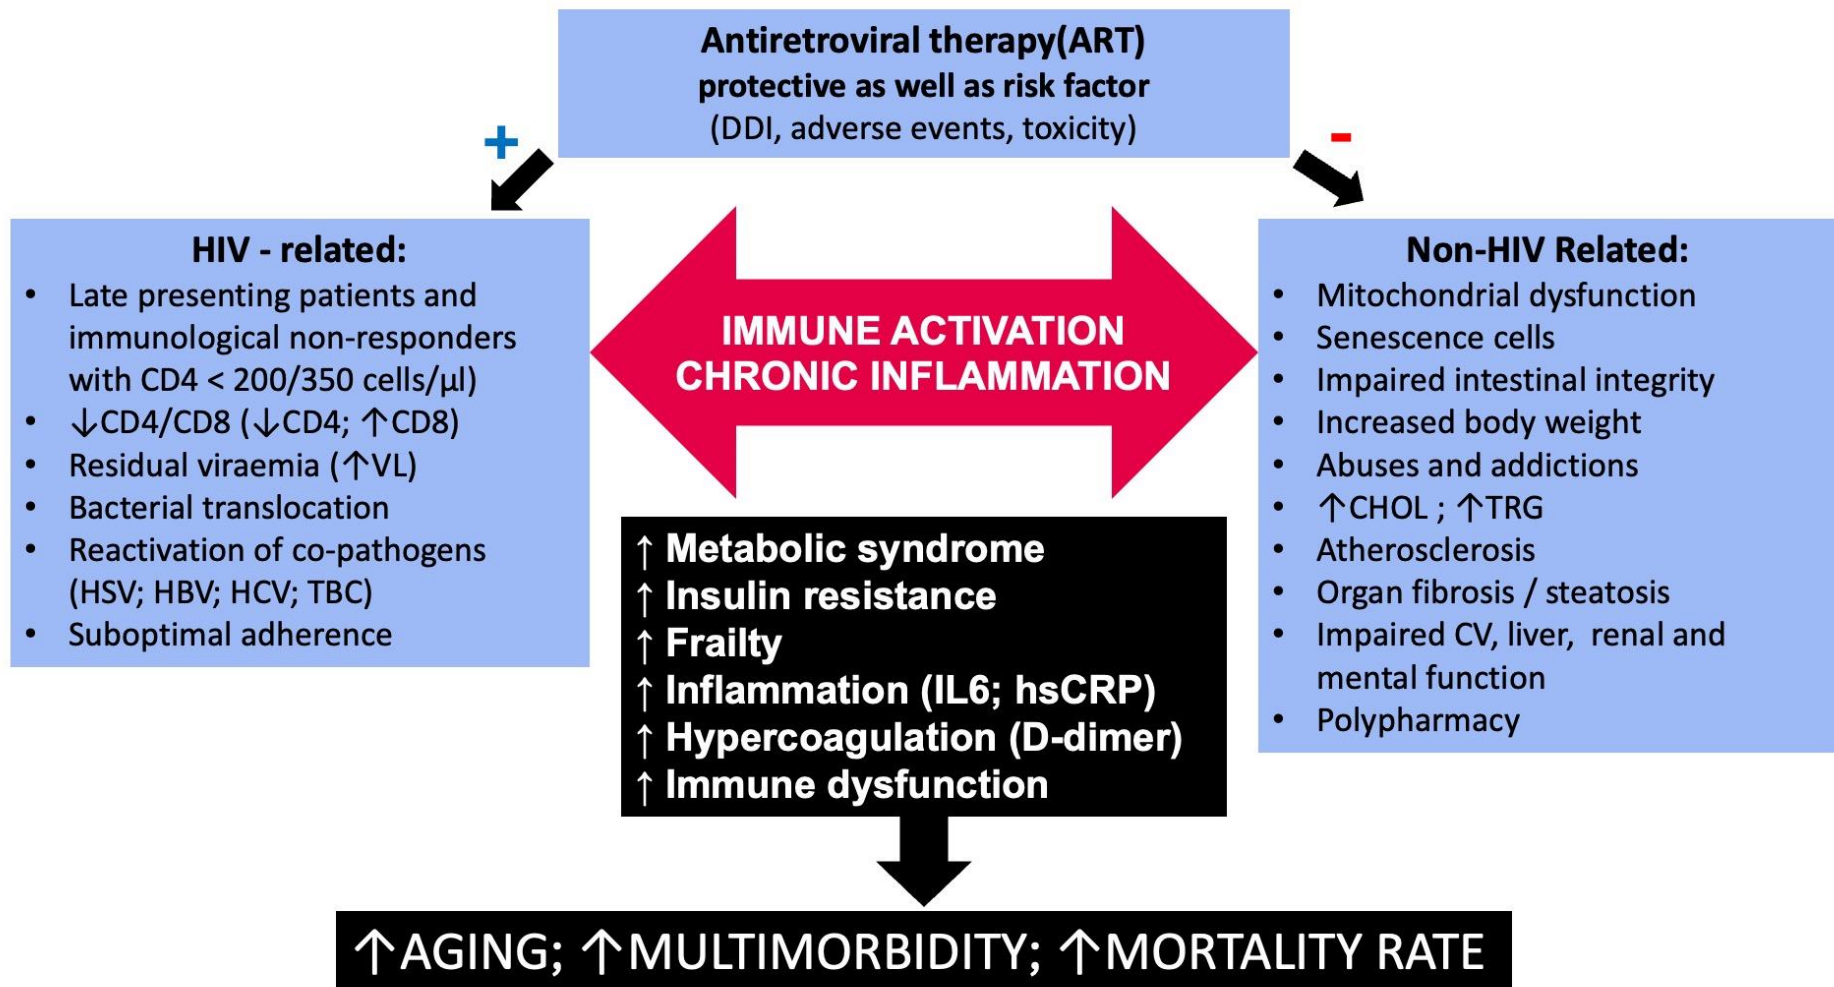 Antiretroviral therapy(ART)
protective as well as risk factor
(DDI, adverse events, toxicity)
+
-
HIV - related:
• Late presenting patients and
immunological non-responders
with CD4 < 200/350 cells/µl)
• ↓CD4/CD8 (↓CD4; ↑CD8)
• Residual viraemia (↑VL)
• Bacterial translocation
• Reactivation of co-pathogens
(HSV; HBV; HCV; TBC)
• Suboptimal adherence
IMMUNE ACTIVATION
CHRONIC INFLAMMATION
Non-HIV Related:
• Mitochondrial dysfunction
• Senescence cells
• Impaired intestinal integrity
• Increased body weight
• Abuses and addictions
• ↑CHOL ; ↑TRG
• Atherosclerosis
• Organ fibrosis / steatosis
• Impaired CV, liver, renal and
mental function
• Polypharmacy
↑ Metabolic syndrome
↑ Insulin resistance
↑ Frailty
↑ Inflammation (IL6; hsCRP)
↑ Hypercoagulation (D-dimer)
↑ Immune dysfunction
↑AGING; ↑MULTIMORBIDITY; ↑MORTALITY RATE